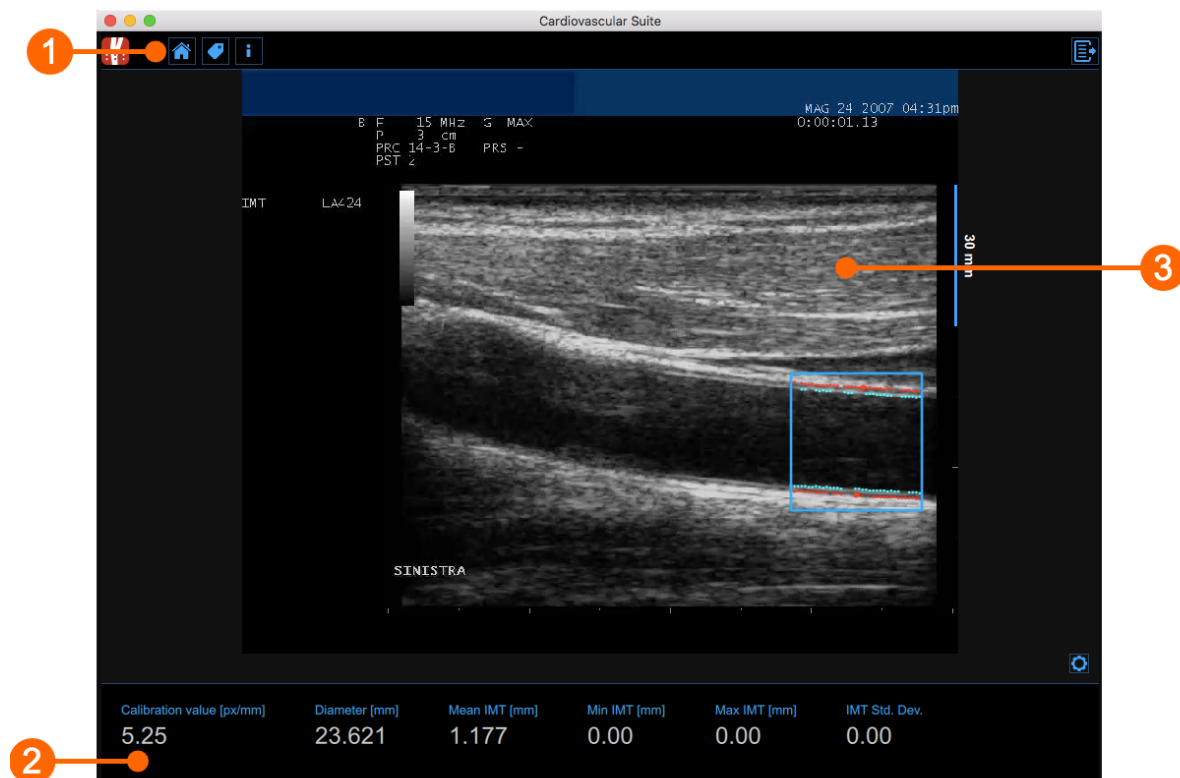 Cardiovascular Suite
1
i
MAG 24 2007 04:31pm
B F 15 MHz G MAX 0:00:01.13
P 3 cm
PRC 14-3-B PRS -
PST 2
IMT LA424
30 mm
3
SINISTRA
Calibration value [px/mm] Diameter [mm] Mean IMT [mm] Min IMT [mm] Max IMT [mm] IMT Std. Dev.
5.25 23.621 1.177 0.00 0.00 0.00
2